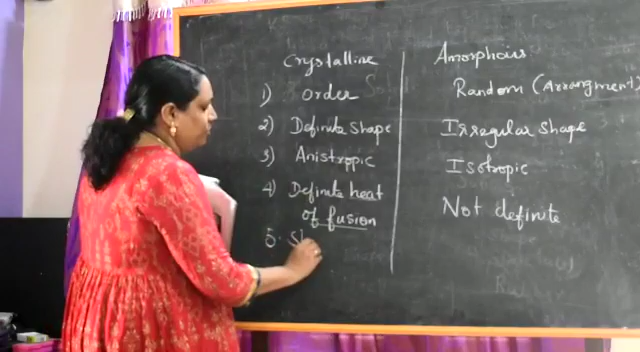 Crystalline
Amorphous
1) Order
Random (Arrangment)
2) Definite shape
Irregular shape
3) Anistropic
Isotropic
4) Definite heat
of fusion
Not definite
5. Sh